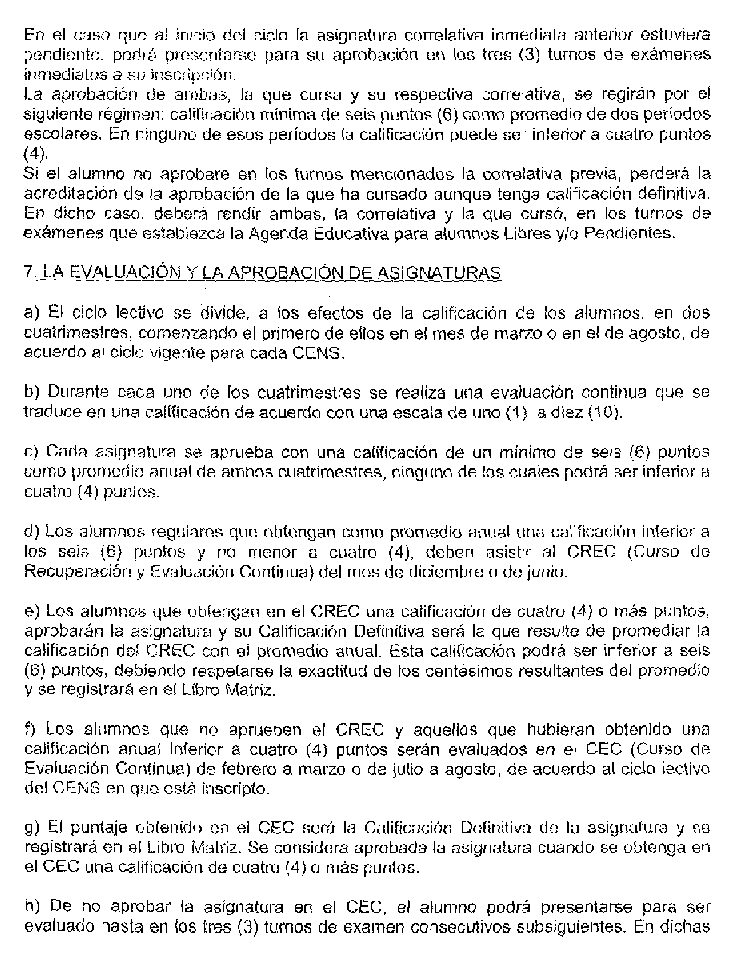 En el caso que al inicio del ciclo la asignatura correlativa inmediata anterior estuviera
pendiente, podrá presentarse para su aprobación en los tres (3) turnos de exámenes
inmediatos a su inscripción.
La aprobación de ambas, la que cursa y su respectiva correlativa, se regirán por el
siguiente régimen: calificación mínima de seis puntos (6) como promedio de dos períodos
escolares. En ninguno de esos períodos la calificación puede ser inferior a cuatro puntos
(4).
Si el alumno no aprobare en los turnos mencionados la correlativa previa, perderá la
acreditación de la aprobación de la que ha cursado aunque tenga calificación definitiva.
En dicho caso, deberá rendir ambas, la correlativa y la que cursó, en los turnos de
exámenes que establezca la Agenda Educativa para alumnos Libres y/o Pendientes.
7. LA EVALUACIÓN Y LA APROBACIÓN DE ASIGNATURAS
a) El ciclo lectivo se divide, a los efectos de la calificación de los alumnos, en dos
cuatrimestres, comenzando el primero de ellos en el mes de marzo o en el de agosto, de
acuerdo al ciclo vigente para cada CENS.
b) Durante cada uno de los cuatrimestres se realiza una evaluación continua que se
traduce en una calificación de acuerdo con una escala de uno (1) a diez (10).
c) Cada asignatura se aprueba con una calificación de un mínimo de seis (6) puntos
como promedio anual de ambos cuatrimestres, ninguno de los cuales podrá ser inferior a
cuatro (4) puntos.
d) Los alumnos regulares que obtengan como promedio anual una calificación inferior a
los seis (6) puntos y no menor a cuatro (4), deben asistir al CREC (Curso de
Recuperación y Evaluación Continua) del mes de diciembre o de junio.
e) Los alumnos que obtengan en el CREC una calificación de cuatro (4) o más puntos,
aprobarán la asignatura y su Calificación Definitiva será la que resulte de promediar la
calificación del CREC con el promedio anual. Esta calificación podrá ser inferior a seis
(6) puntos, debiendo respetarse la exactitud de los centésimos resultantes del promedio
y se registrará en el Libro Matriz.
f) Los alumnos que no aprueben el CREC y aquellos que hubieran obtenido una
calificación anual inferior a cuatro (4) puntos serán evaluados en el CEC (Curso de
Evaluación Continua) de febrero a marzo o de julio a agosto, de acuerdo al ciclo lectivo
del CENS en que está inscripto.
g) El puntaje obtenido en el CEC será la Calificación Definitiva de la asignatura y se
registrará en el Libro Matriz. Se considera aprobada la asignatura cuando se obtenga en
el CEC una calificación de cuatro (4) o más puntos.
h) De no aprobar la asignatura en el CEC, el alumno podrá presentarse para ser
evaluado hasta en los tres (3) turnos de examen consecutivos subsiguientes. En dichas